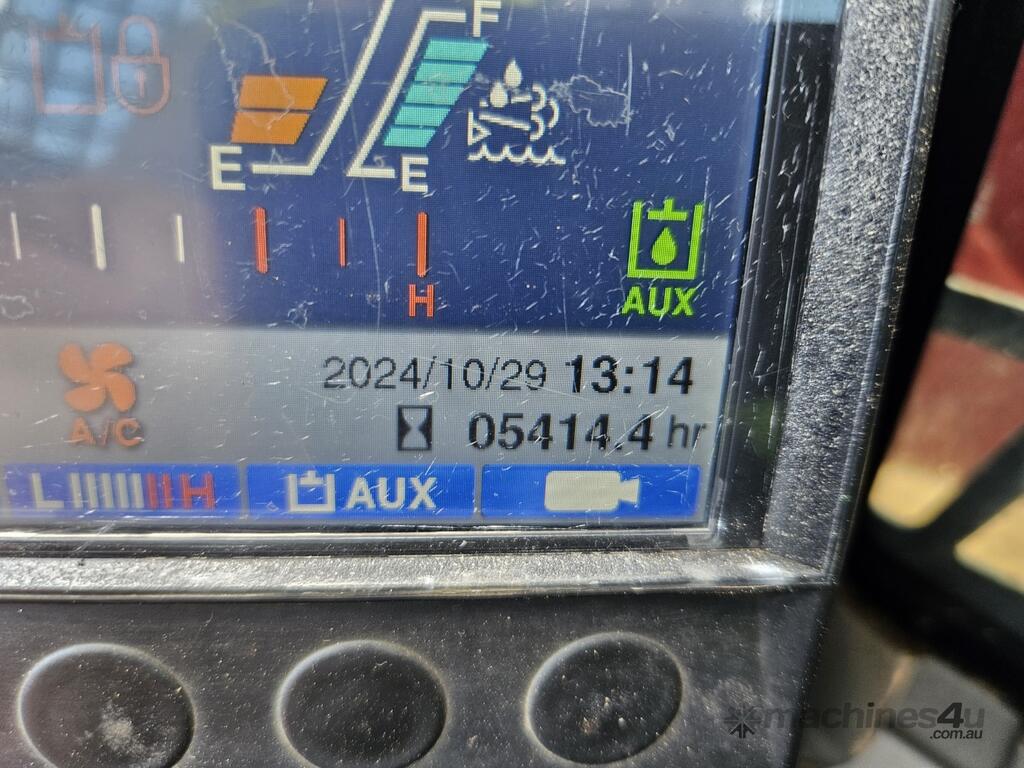 F
E
E
H
AUX
2024/10/29 13:14
A/C
05414.4 hr
L H
AUX
machines4u
.com.au